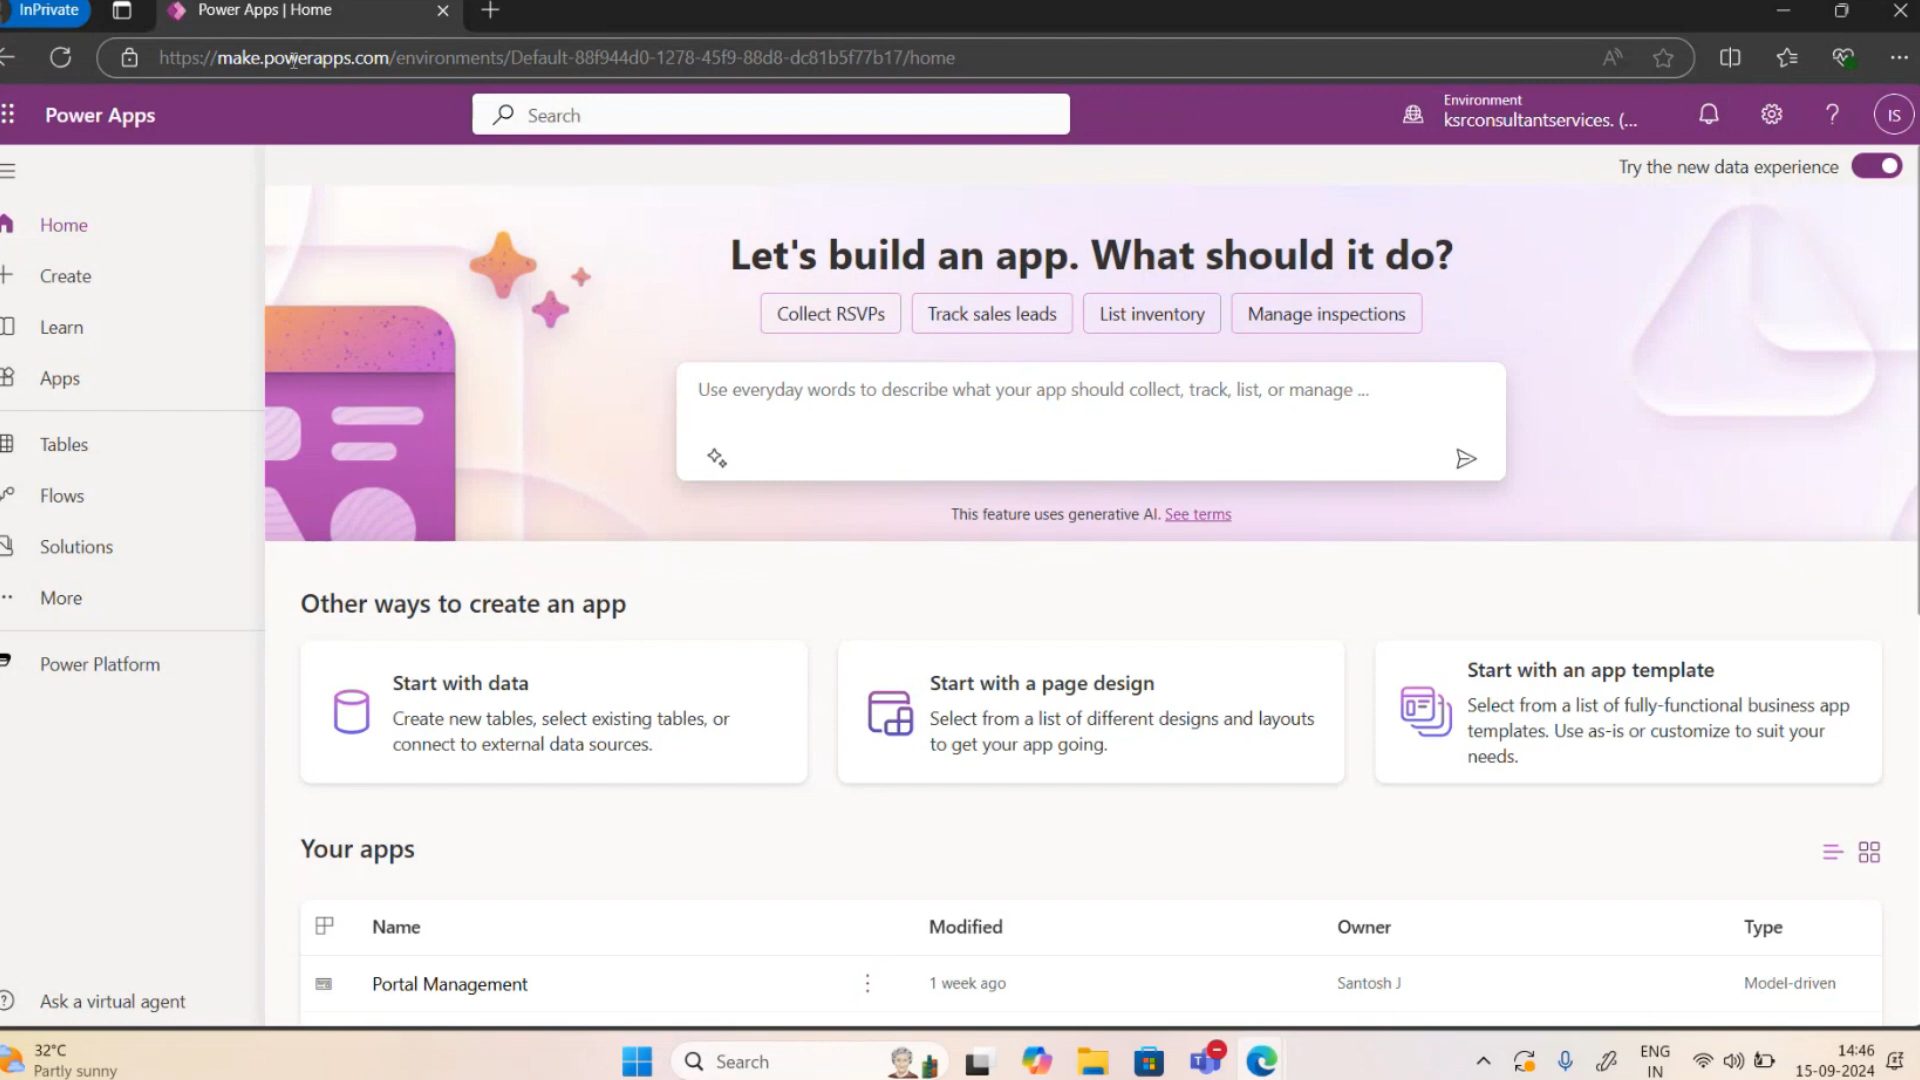 InPrivate
Power Apps | Home
https://make.powerapps.com/environments/Default-88f944d0-1278-45f9-88d8-dc81b5f77b17/home
Power Apps
Search
Environment
ksrconsultantservices. (...
IS
Try the new data experience
Home
Create
Learn
Apps
Tables
Flows
Solutions
More
Power Platform
Ask a virtual agent
Let's build an app. What should it do?
Collect RSVPs
Track sales leads
List inventory
Manage inspections
Use everyday words to describe what your app should collect, track, list, or manage ...
This feature uses generative AI. See terms
Other ways to create an app
Start with data
Create new tables, select existing tables, or
connect to external data sources.
Start with a page design
Select from a list of different designs and layouts
to get your app going.
Start with an app template
Select from a list of fully-functional business app
templates. Use as-is or customize to suit your
needs.
Your apps
Name Modified Owner Type
Portal Management 1 week ago Santosh J Model-driven
32°C
Partly sunny
Search
ENG
IN
14:46
15-09-2024